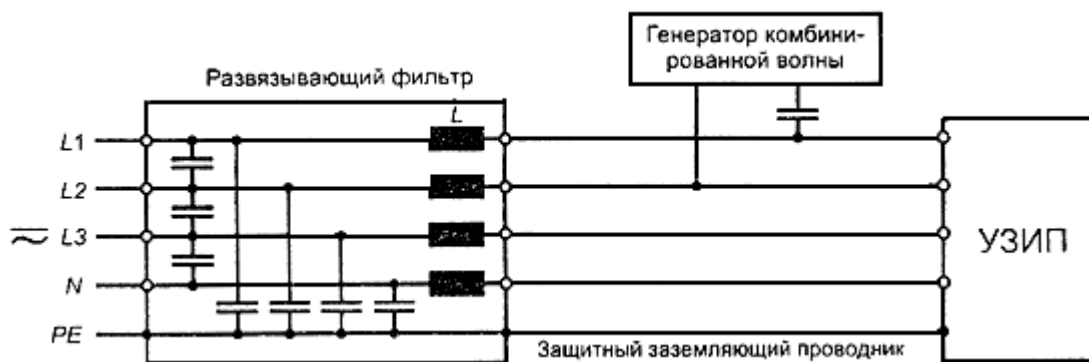 Генератор комбини-
рованной волны
Развязывающий фильтр
L
L1
L2
L3
N
PE
УЗИП
Защитный заземляющий проводник